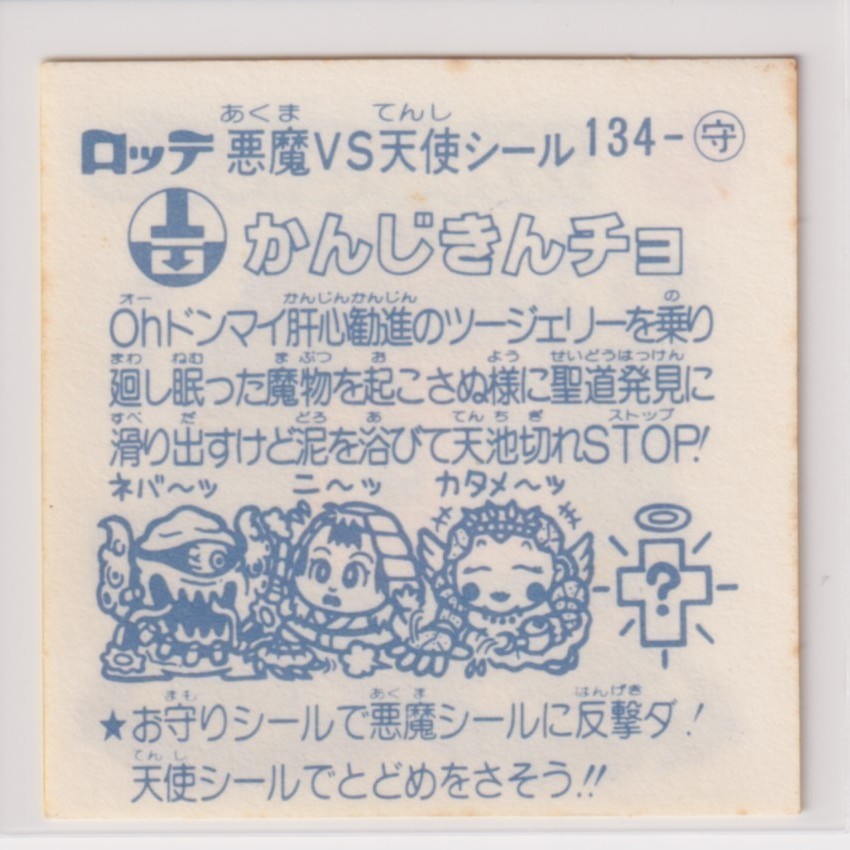 あくま てんし
ロッテ 悪魔VS天使シール 134-守
かんじきんチョ
オー かんじんかんじん の
Ohドンマイ肝心勧進のツージェリーを乗り
まわ ねむ まぶつ お よう せいどうはっけん
廻し眠った魔物を起こさぬ様に聖道発見に
すべ だ どろ あ てんちぎ ストップ
滑り出すけど泥を浴びて天池切れSTOP!
ネバ〜ッ ニ〜ッ カタメ〜ッ
?
まも あくま はんげき
★お守りシールで悪魔シールに反撃ダ!
てんし
天使シールでとどめをさそう!!